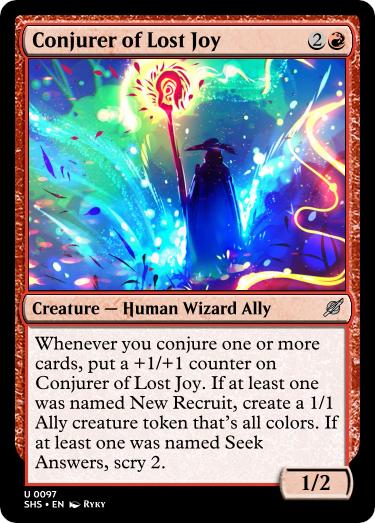 Conjurer of Lost Joy 2
Creature — Human Wizard Ally
Whenever you conjure one or more
cards, put a +1/+1 counter on
Conjurer of Lost Joy. If at least one
was named New Recruit, create a 1/1
Ally creature token that's all colors. If
at least one was named Seek
Answers, scry 2.
1/2
U 0097
SHS • EN Ryky